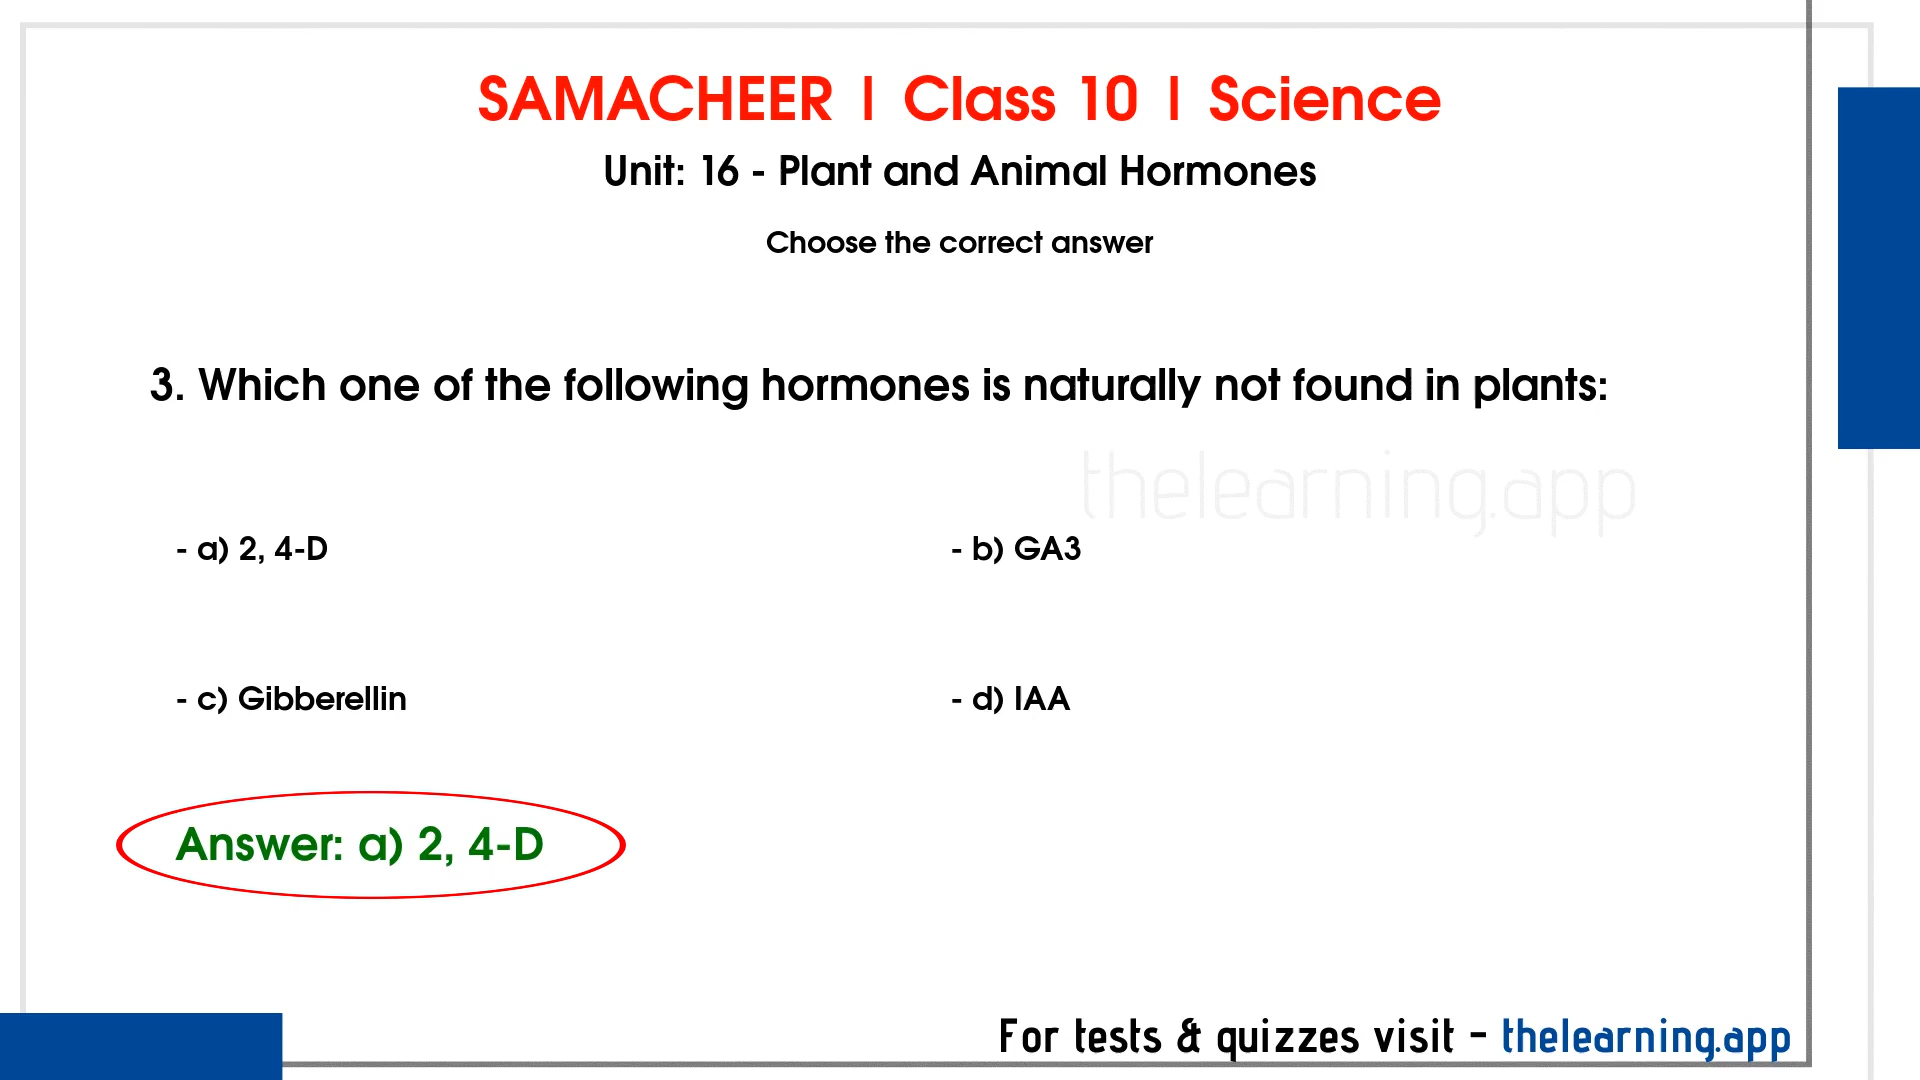 SAMACHEER | Class 10 | Science
Unit: 16 - Plant and Animal Hormones
Choose the correct answer
3. Which one of the following hormones is naturally not found in plants:
thelearning.app
- a) 2, 4-D
- b) GA3
- c) Gibberellin
- d) IAA
Answer: a) 2, 4-D
For tests & quizzes visit - thelearning.app